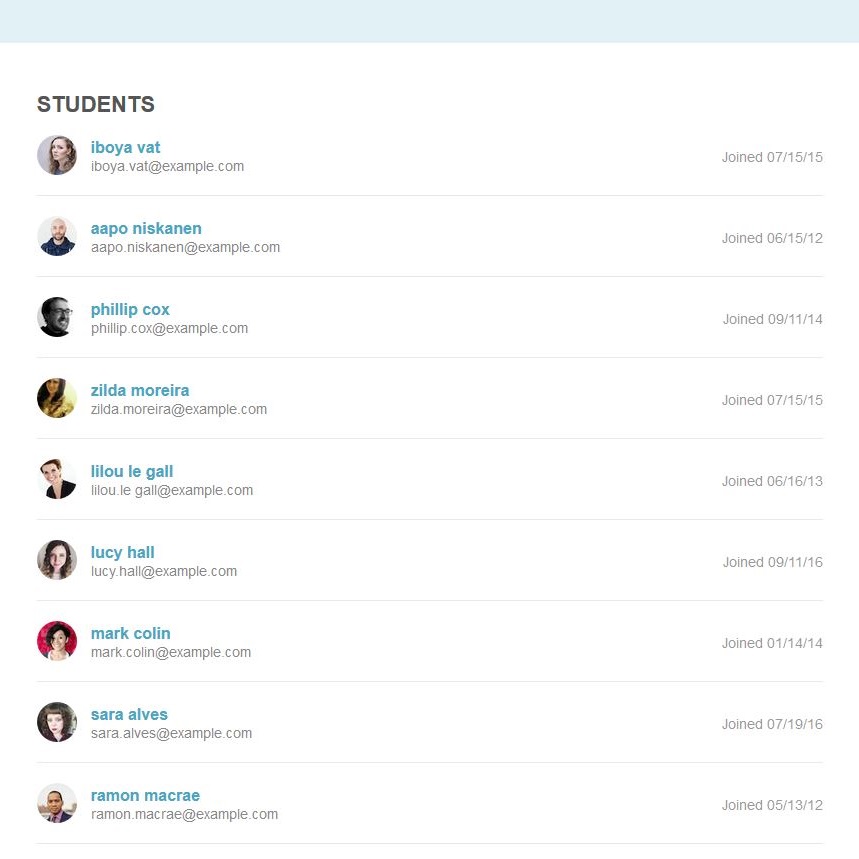 STUDENTS
iboya vat
iboya.vat@example.com
Joined 07/15/15
aapo niskanen
aapo.niskanen@example.com
Joined 06/15/12
phillip cox
phillip.cox@example.com
Joined 09/11/14
zilda moreira
zilda.moreira@example.com
Joined 07/15/15
lilou le gall
lilou.le gall@example.com
Joined 06/16/13
lucy hall
lucy.hall@example.com
Joined 09/11/16
mark colin
mark.colin@example.com
Joined 01/14/14
sara alves
sara.alves@example.com
Joined 07/19/16
ramon macrae
ramon.macrae@example.com
Joined 05/13/12